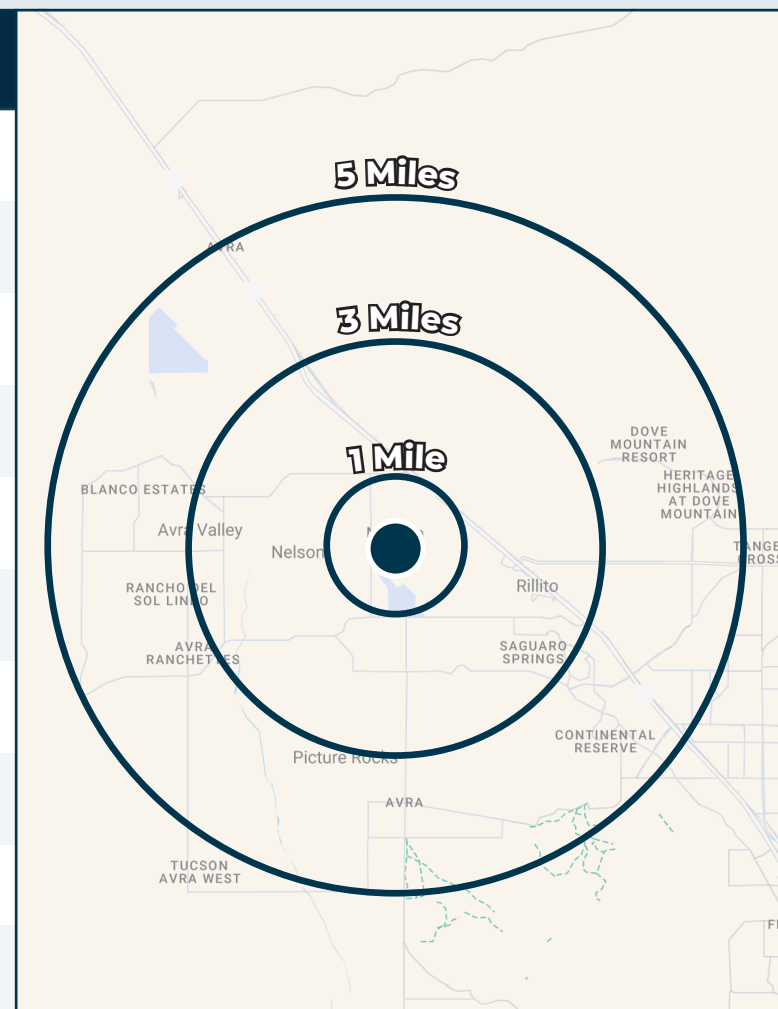 5 Miles
AVRA
3 Miles
DOVE
MOUNTAIN
RESORT
1 Mile
HERITAGE
HIGHLANDS
AT DOVE
MOUNTAIN
BLANCO ESTATES
Avra Valley
Nelson
RANCHO DEL
SOL LINDO
Rillito
AVRA
RANCHETTES
SAGUARO
SPRINGS
CONTINENTAL
RESERVE
Picture Rocks
AVRA
TUCSON
AVRA WEST